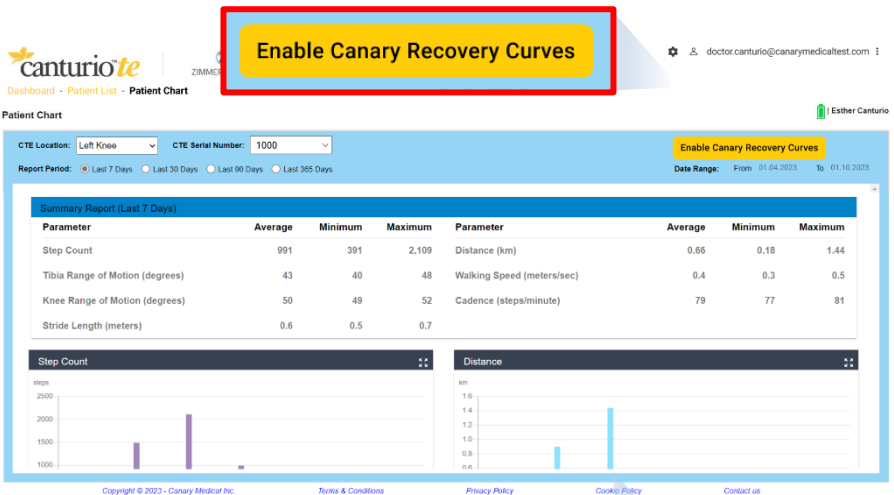 Enable Canary Recovery Curves
canturio te
doctor.canturio@canarymedicaltest.com
Dashboard - Patient List - Patient Chart
Patient Chart
| Esther Canturio
CTE Location: Left Knee CTE Serial Number: 1000
Enable Canary Recovery Curves
Report Period: Last 7 Days Last 30 Days Last 90 Days Last 365 Days
Date Range: From 01.04.2023 To 01.10.2023
Summary Report (Last 7 Days)
Parameter Average Minimum Maximum Parameter Average Minimum Maximum
Step Count 991 391 2,109 Distance (km) 0.66 0.18 1.44
Tibia Range of Motion (degrees) 43 40 48 Walking Speed (meters/sec) 0.4 0.3 0.5
Knee Range of Motion (degrees) 50 49 52 Cadence (steps/minute) 79 77 81
Stride Length (meters) 0.6 0.5 0.7
Step Count
steps
2500
2000
1500
1000
Distance
km
1.6
1.4
1.2
1.0
0.8
0.6
Copyright © 2023 - Canary Medical Inc. Terms & Conditions Privacy Policy Cookie Policy Contact us